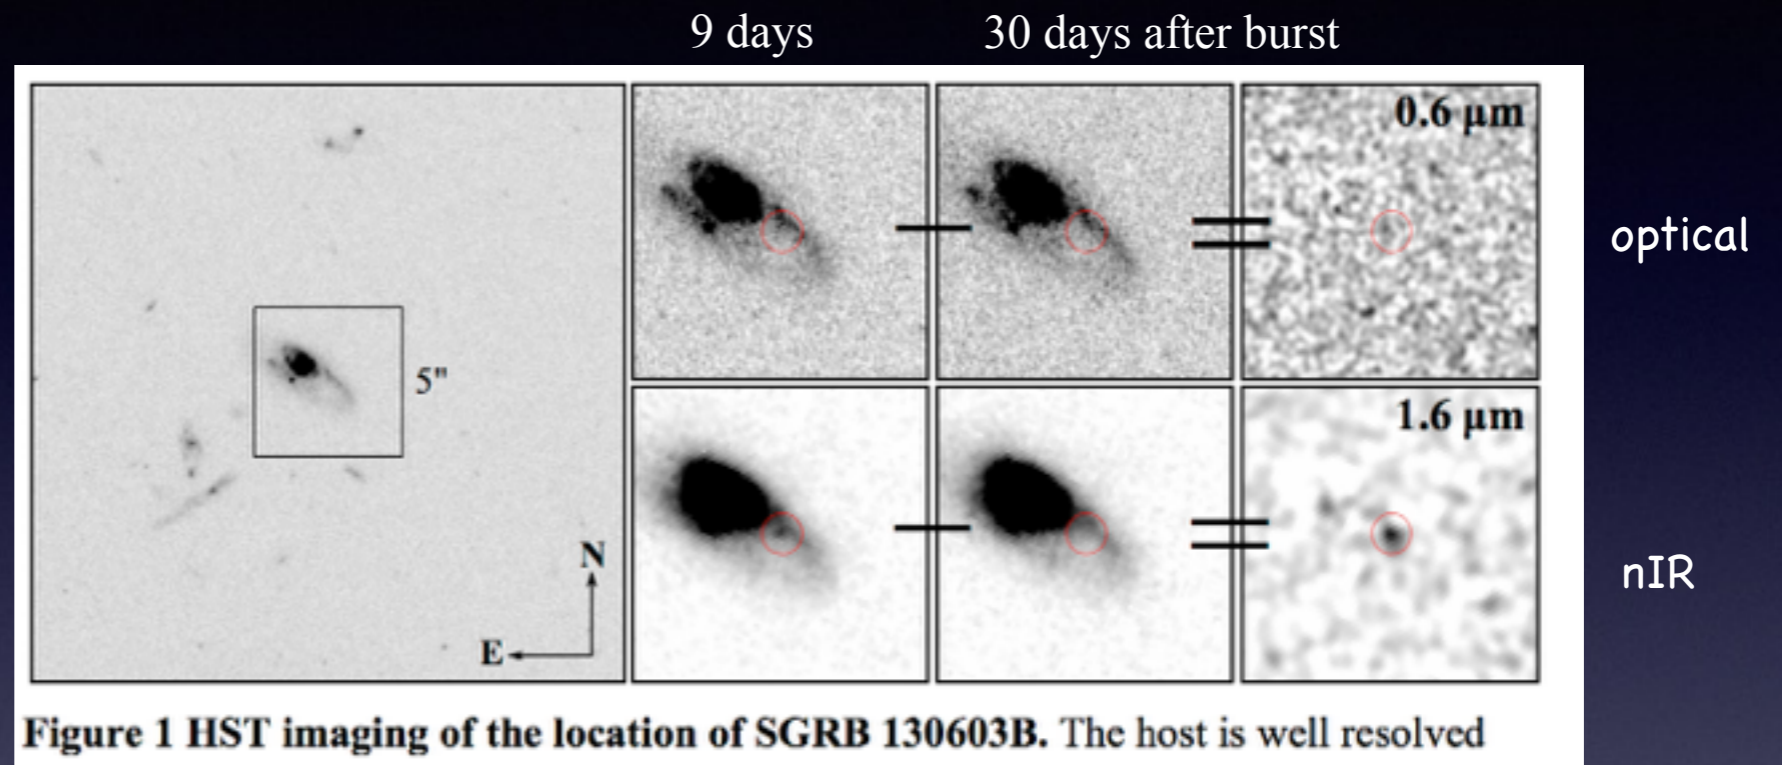 9 days
30 days after burst
0.6 μm
5"
optical
1.6 μm
nIR
N
E
Figure 1 HST imaging of the location of SGRB 130603B. The host is well resolved